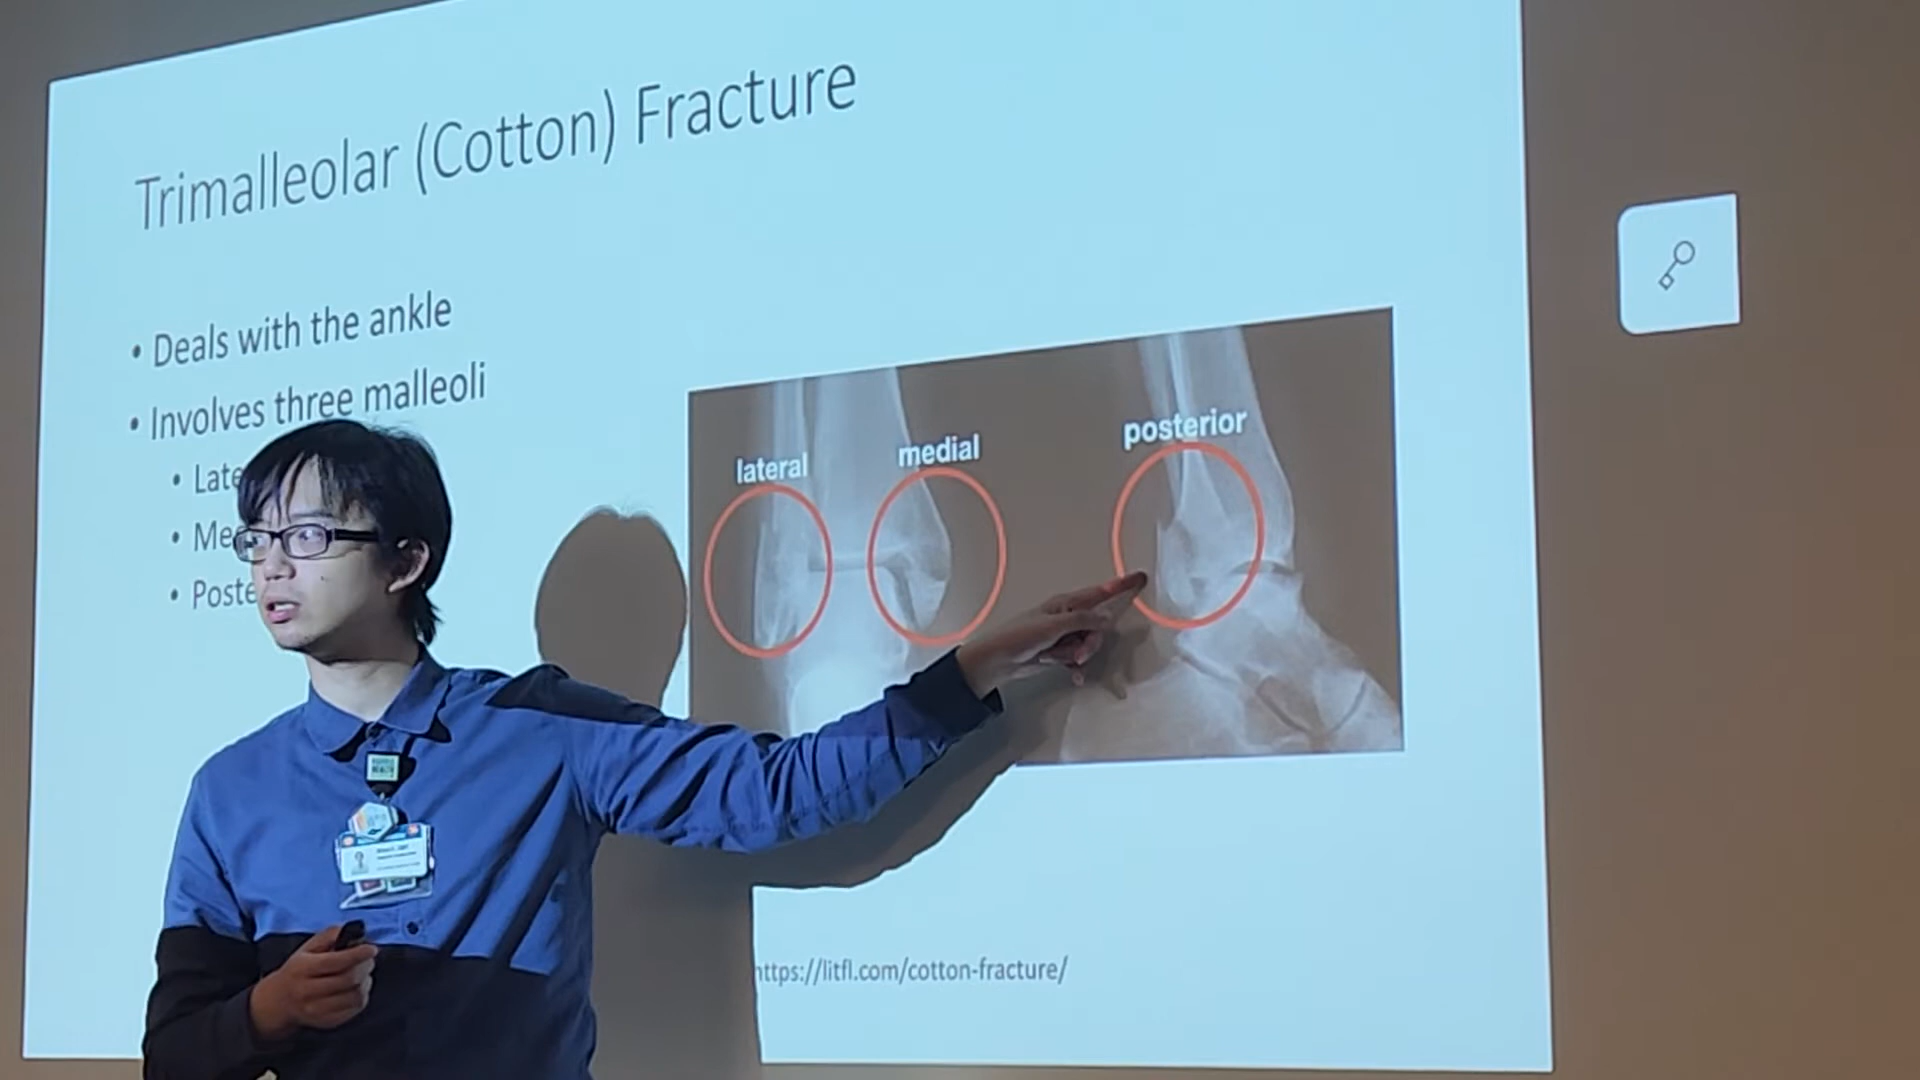 Trimalleolar (Cotton) Fracture
• Deals with the ankle
• Involves three malleoli
• Late
• Me
• Poste
lateral
medial
posterior
https://litfl.com/cotton-fracture/